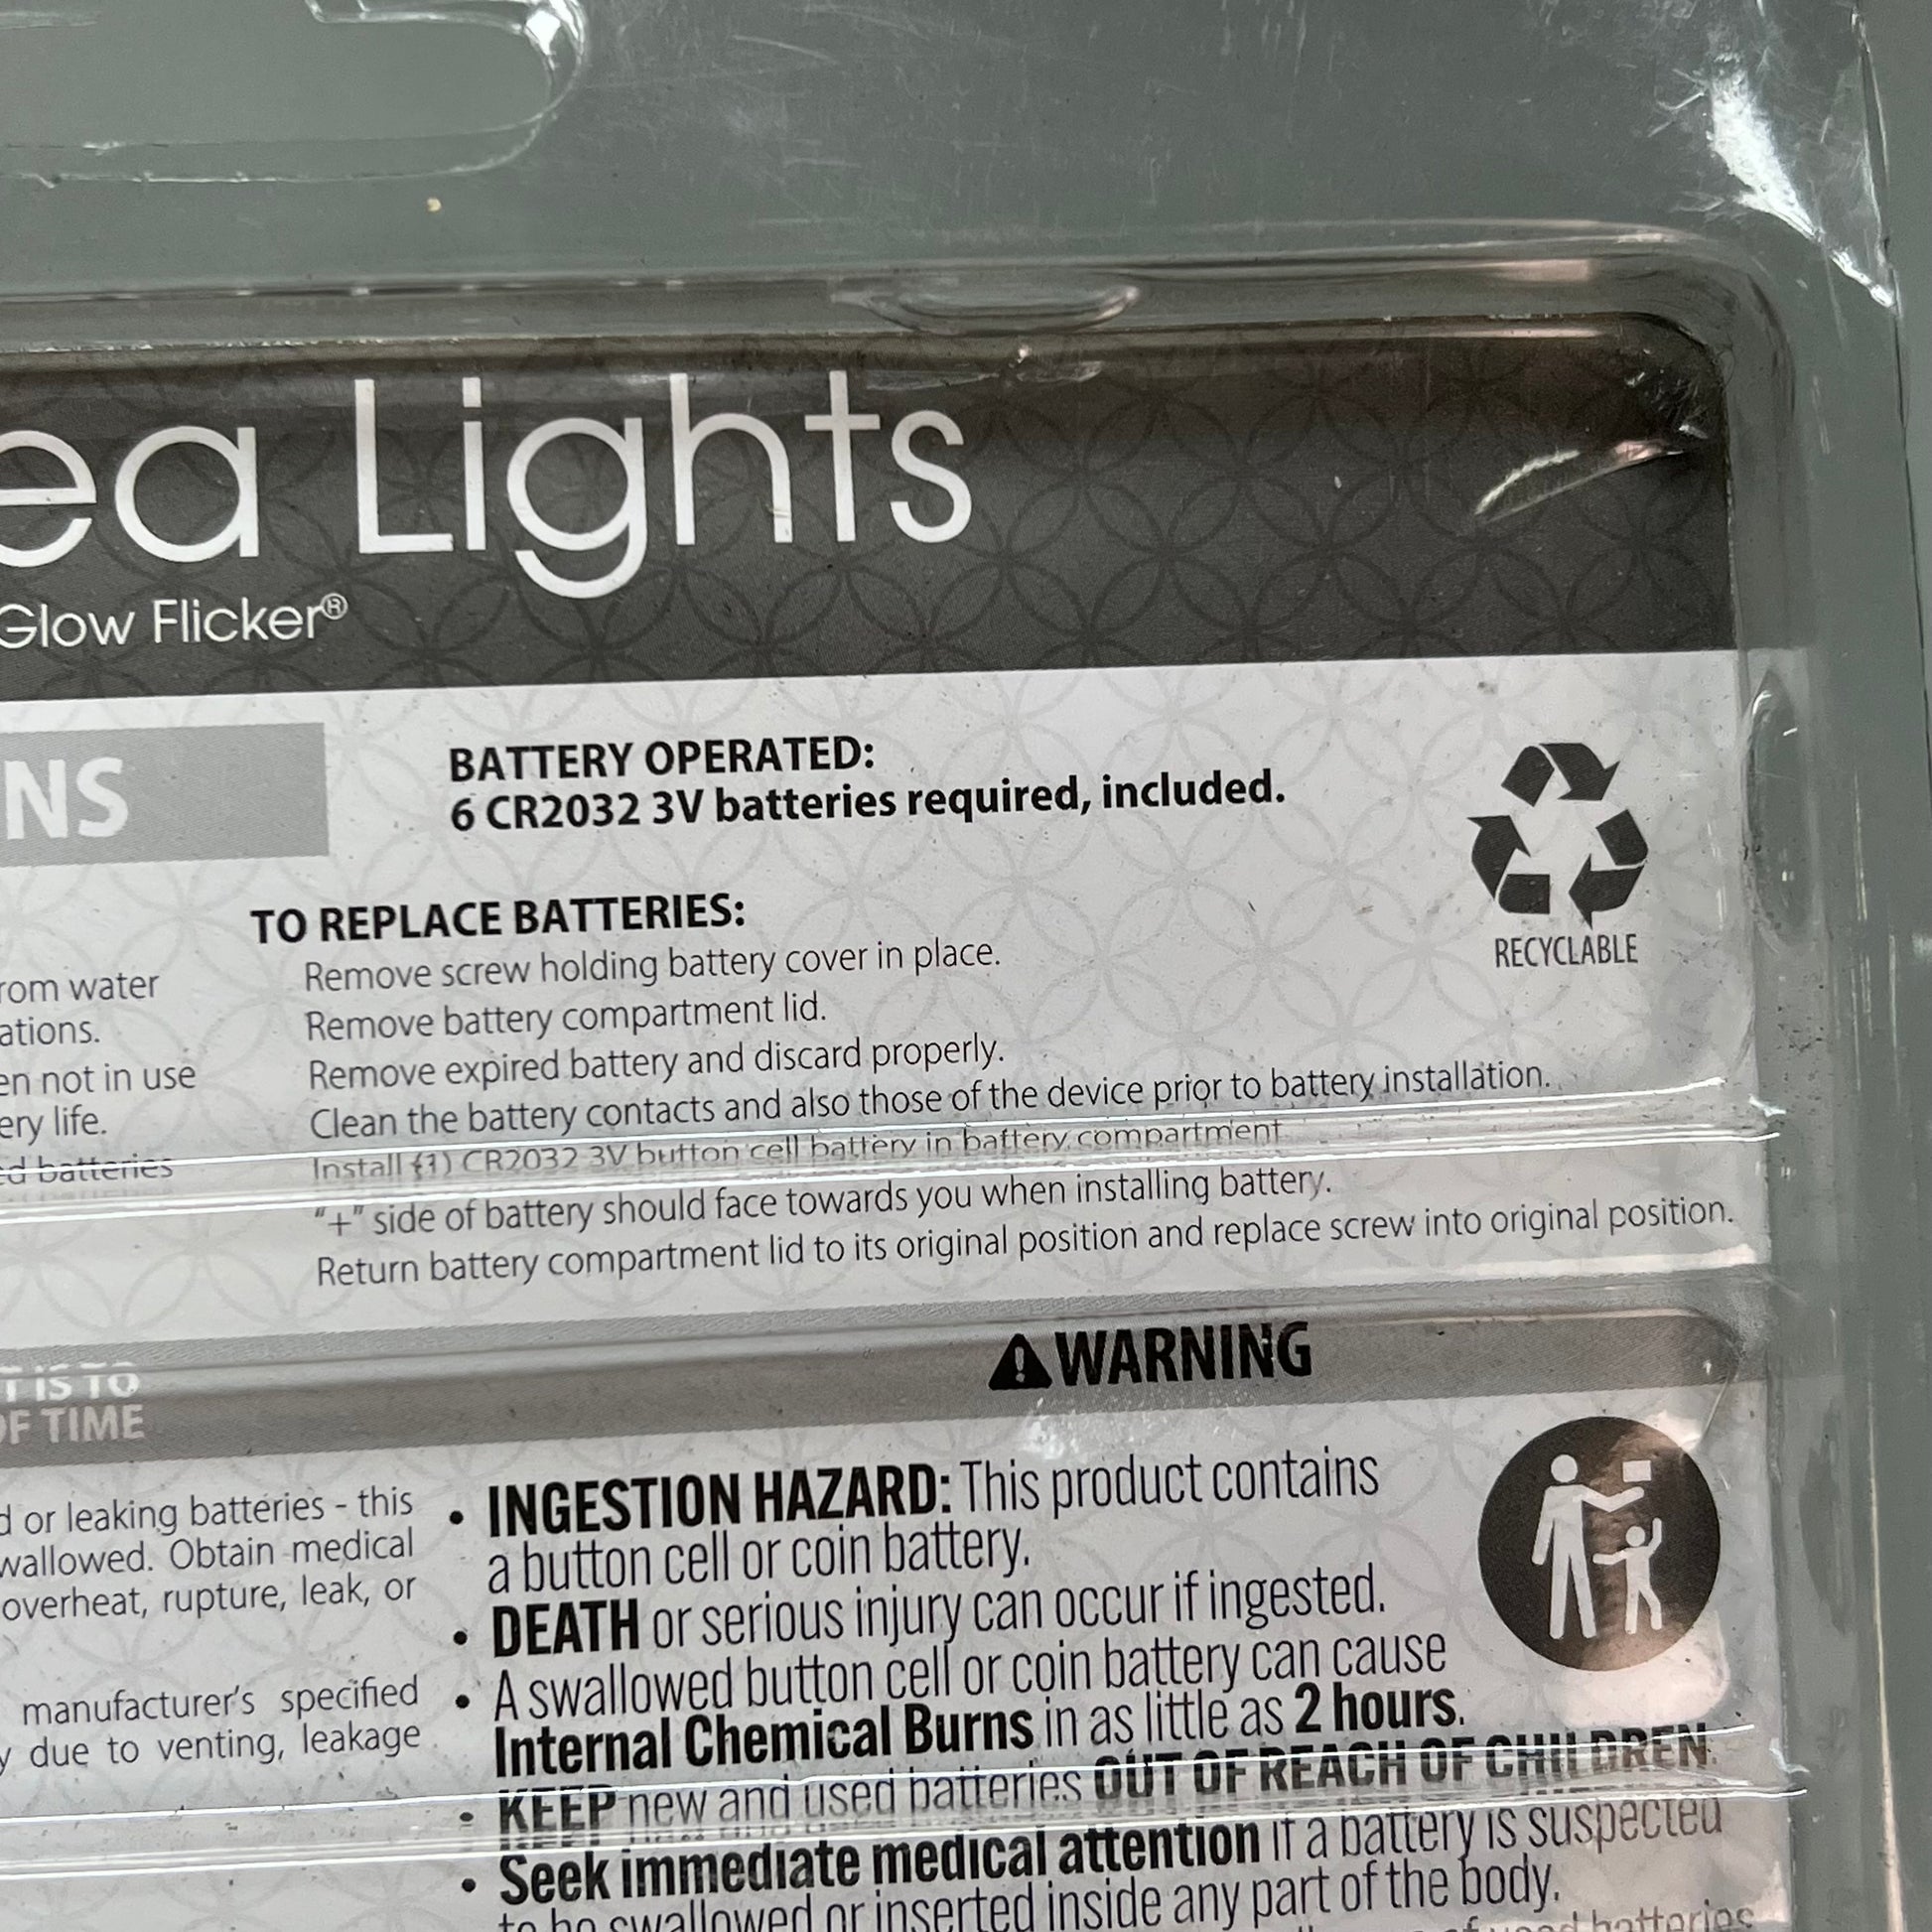 ea Lights
Glow Flicker®
NS
BATTERY OPERATED:
6 CR2032 3V batteries required, included.
RECYCLABLE
TO REPLACE BATTERIES:
Remove screw holding battery cover in place.
Remove battery compartment lid.
Remove expired battery and discard properly.
Clean the battery contacts and also those of the device prior to battery installation.
Install (1) CR2032 3V button cell battery in battery compartment
"+" side of battery should face towards you when installing battery.
Return battery compartment lid to its original position and replace screw into original position.
rom water
ations.
en not in use
ery life.
ed batteries
T IS TO
OF TIME
d or leaking batteries - this
wallowed. Obtain medical
overheat, rupture, leak, or
manufacturer's specified
y due to venting, leakage
WARNING
• INGESTION HAZARD: This product contains
a button cell or coin battery.
• DEATH or serious injury can occur if ingested.
• A swallowed button cell or coin battery can cause
Internal Chemical Burns in as little as 2 hours.
• KEEP new and used batteries OUT OF REACH OF CHILDREN.
• Seek immediate medical attention if a battery is suspected
to be swallowed or inserted inside any part of the body.
of used batteries